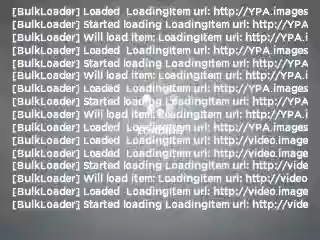 [BulkLoader] Loaded LoadingItem url: http://YPA.images
[BulkLoader] Started loading LoadingItem url: http://YPA
[BulkLoader] Will load item: LoadingItem url: http://YPA.i
[BulkLoader] Loaded LoadingItem url: http://YPA.images
[BulkLoader] Started loading LoadingItem url: http://YPA
[BulkLoader] Will load item: LoadingItem url: http://YPA.i
[BulkLoader] Loaded LoadingItem url: http://YPA.images
[BulkLoader] Started loading LoadingItem url: http://YPA
[BulkLoader] Will load item: LoadingItem url: http://YPA.i
[BulkLoader] Loaded LoadingItem url: http://YPA.images
[BulkLoader] Loaded LoadingItem url: http://video.image
[BulkLoader] Loaded LoadingItem url: http://video.image
[BulkLoader] Started loading LoadingItem url: http://vide
[BulkLoader] Will load item: LoadingItem url: http://video
[BulkLoader] Loaded LoadingItem url: http://video.image
[BulkLoader] Started loading LoadingItem url: http://vide